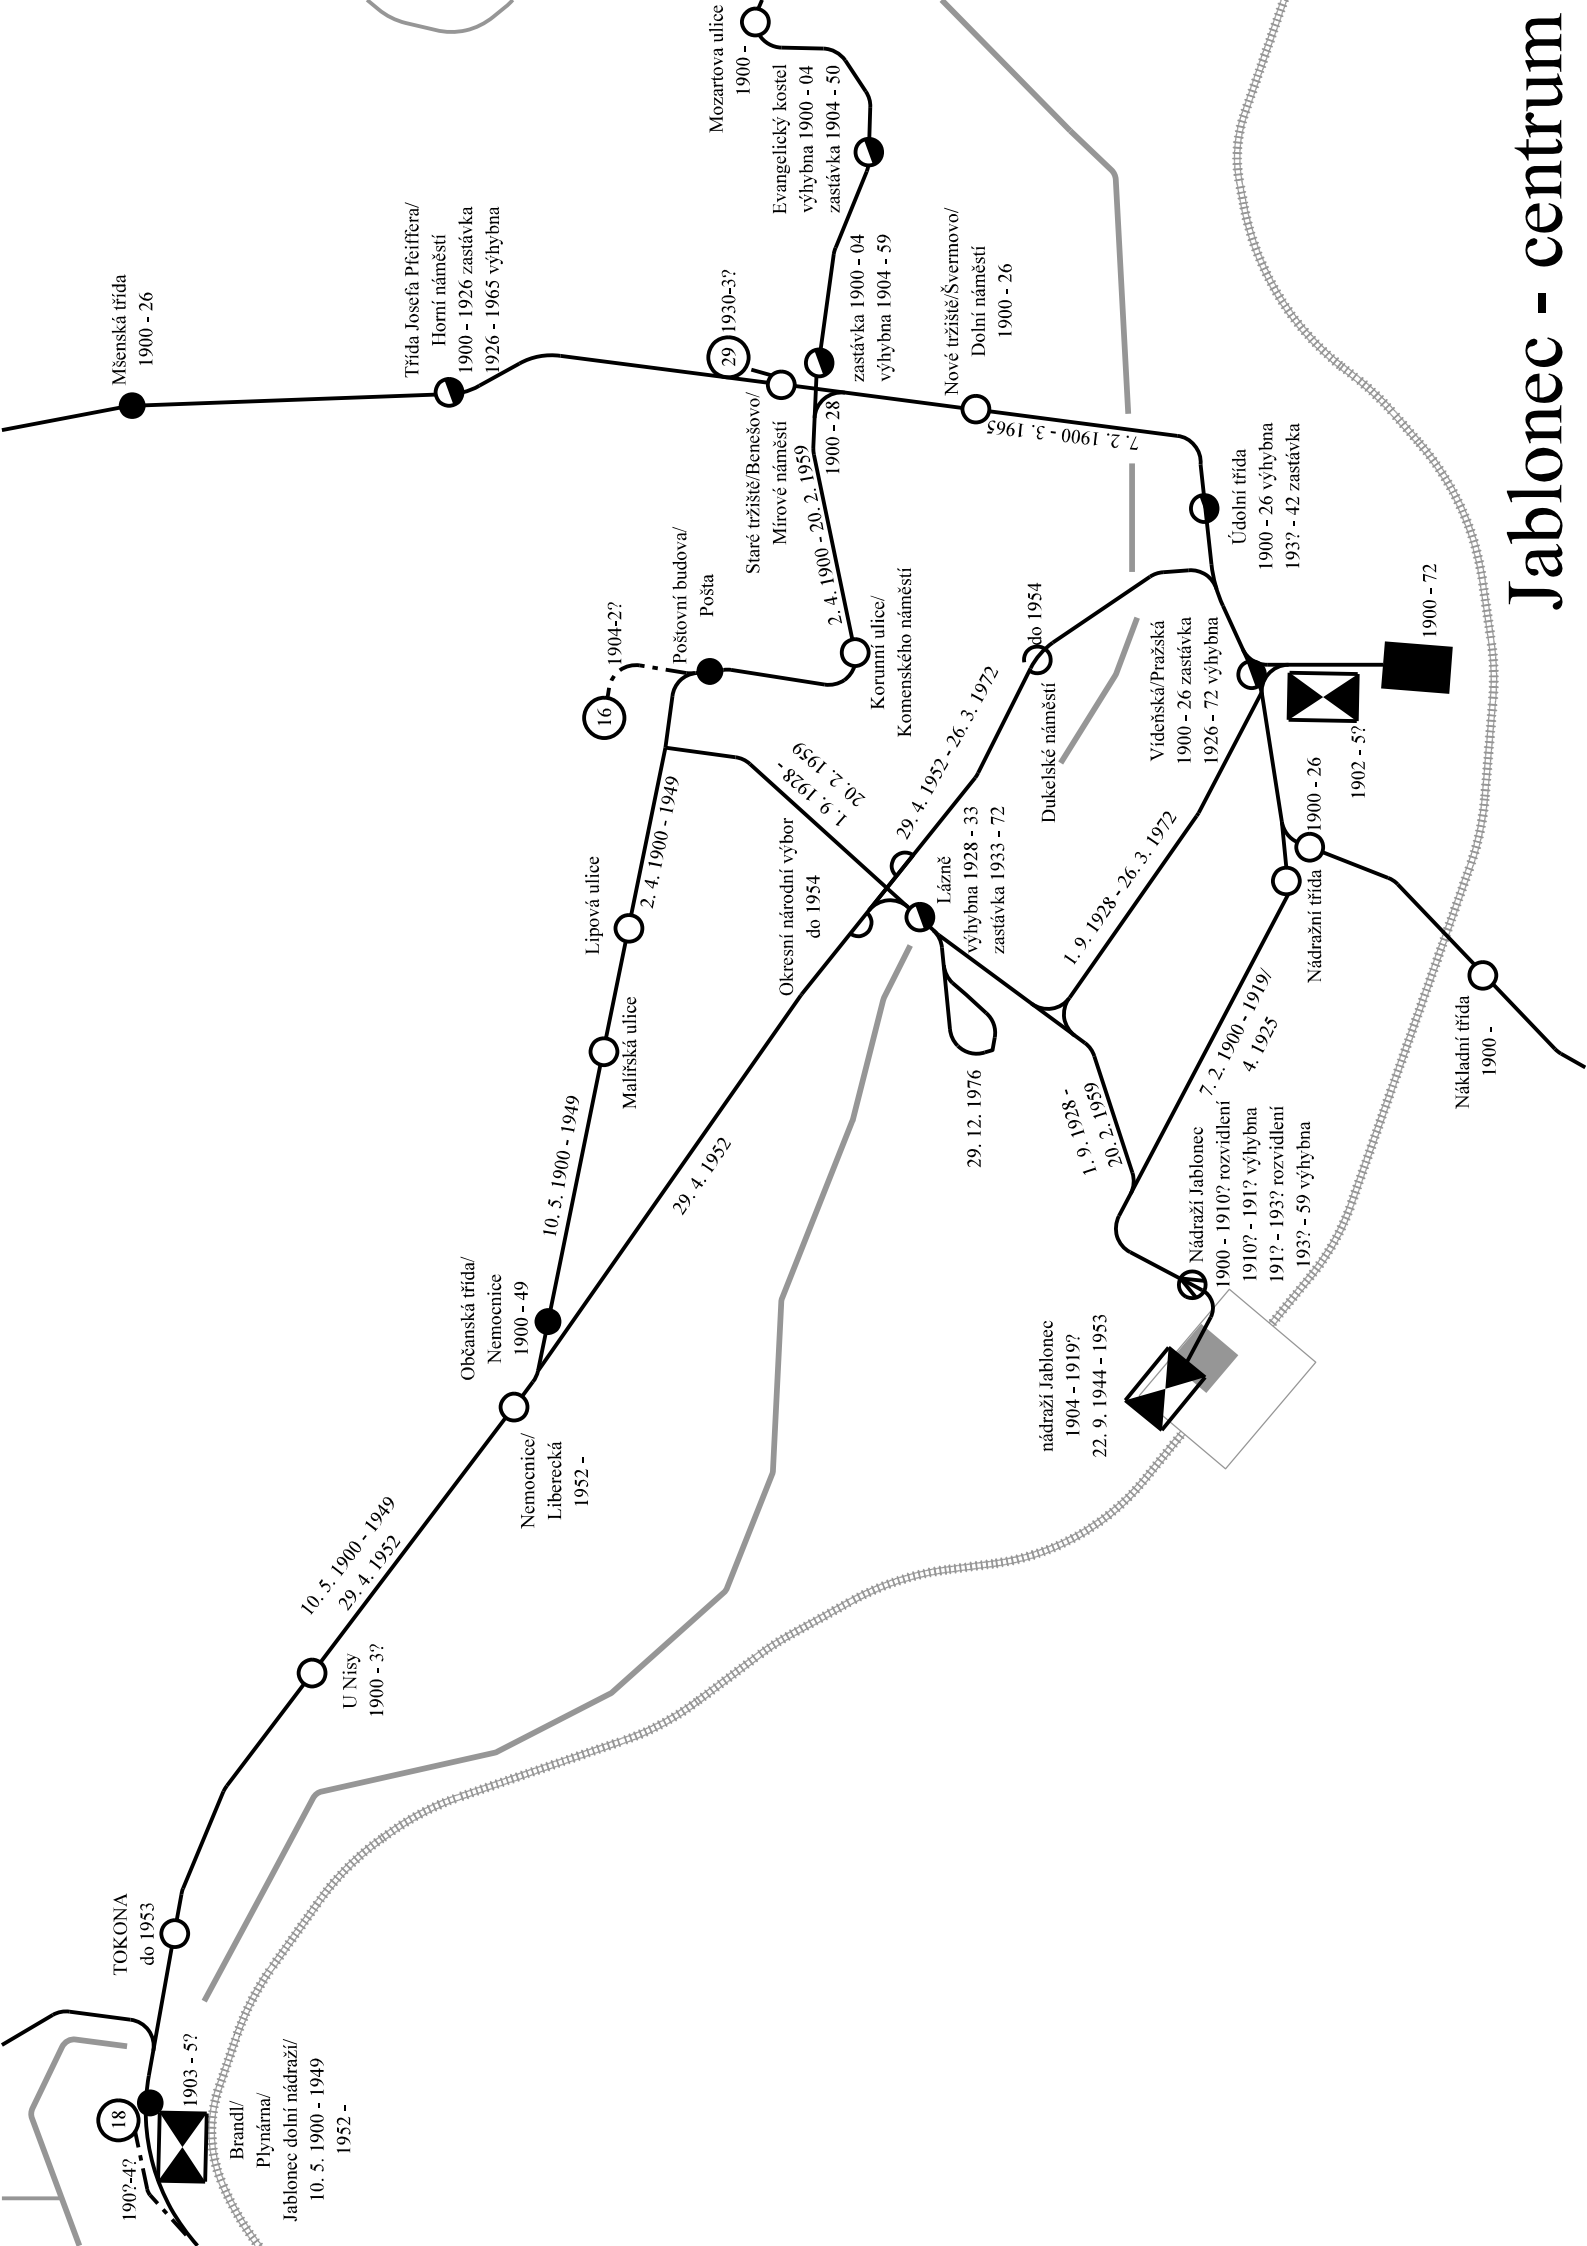 Jablonec - centrum
Mšenská třída
1900 - 26
Třída Josefa Pfeiffera/
Horní náměstí
1900 - 1926 zastávka
1926 - 1965 výhybna
Mozartova ulice
1900 -
Evangelický kostel
výhybna 1900 - 04
zastávka 1904 - 50
29
1930-3?
zastávka 1900 - 04
výhybna 1904 - 59
Staré tržiště/Benešovo/
Mírové náměstí
1900 - 28
Nové tržiště/Švermovo/
Dolní náměstí
1900 - 26
7. 2. 1900 - 3. 1965
Údolní třída
1900 - 26 výhybna
193? - 42 zastávka
2. 4. 1900 - 20. 2. 1959
Korunní ulice/
Komenského náměstí
Poštovní budova/
Pošta
16
1904-2?
1. 9. 1928 -
20. 2. 1959
29. 4. 1952 - 26. 3. 1972
do 1954
Dukelské náměstí
Vídeňská/Pražská
1900 - 26 zastávka
1926 - 72 výhybna
1900 - 72
1902 - 5?
1900 - 26
Nádražní třída
Nákladní třída
1900 -
Lipová ulice
2. 4. 1900 - 1949
Malířská ulice
10. 5. 1900 - 1949
Okresní národní výbor
do 1954
Lázně
výhybna 1928 - 33
zastávka 1933 - 72
1. 9. 1928 - 26. 3. 1972
29. 12. 1976
1. 9. 1928 -
20. 2. 1959
7. 2. 1900 - 1919/
4. 1925
Nádraží Jablonec
1900 - 1910? rozvidlení
1910? - 191? výhybna
191? - 193? rozvidlení
193? - 59 výhybna
nádraží Jablonec
1904 - 1919?
22. 9. 1944 - 1953
29. 4. 1952
Občanská třída/
Nemocnice
1900 - 49
Nemocnice/
Liberecká
1952 -
10. 5. 1900 - 1949
29. 4. 1952
U Nisy
1900 - 3?
TOKONA
do 1953
18
190?-4?
1903 - 5?
Brandl/
Plynárna/
Jablonec dolní nádraží/
10. 5. 1900 - 1949
1952 -